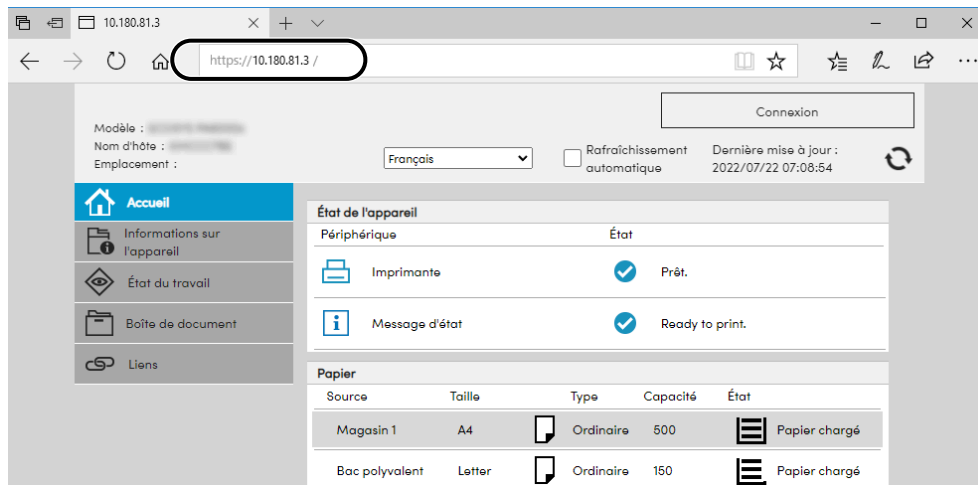 10.180.81.3
https://10.180.81.3 /
Connexion
Modèle :
Nom d'hôte :
Emplacement :
Français
Rafraîchissement
automatique
Dernière mise à jour :
2022/07/22 07:08:54
Accueil
Informations sur
l'appareil
État du travail
Boîte de document
Liens
État de l'appareil
Périphérique État
Imprimante Prêt.
Message d'état Ready to print.
Papier
Source Taille Type Capacité État
Magasin 1 A4 Ordinaire 500 Papier chargé
Bac polyvalent Letter Ordinaire 150 Papier chargé